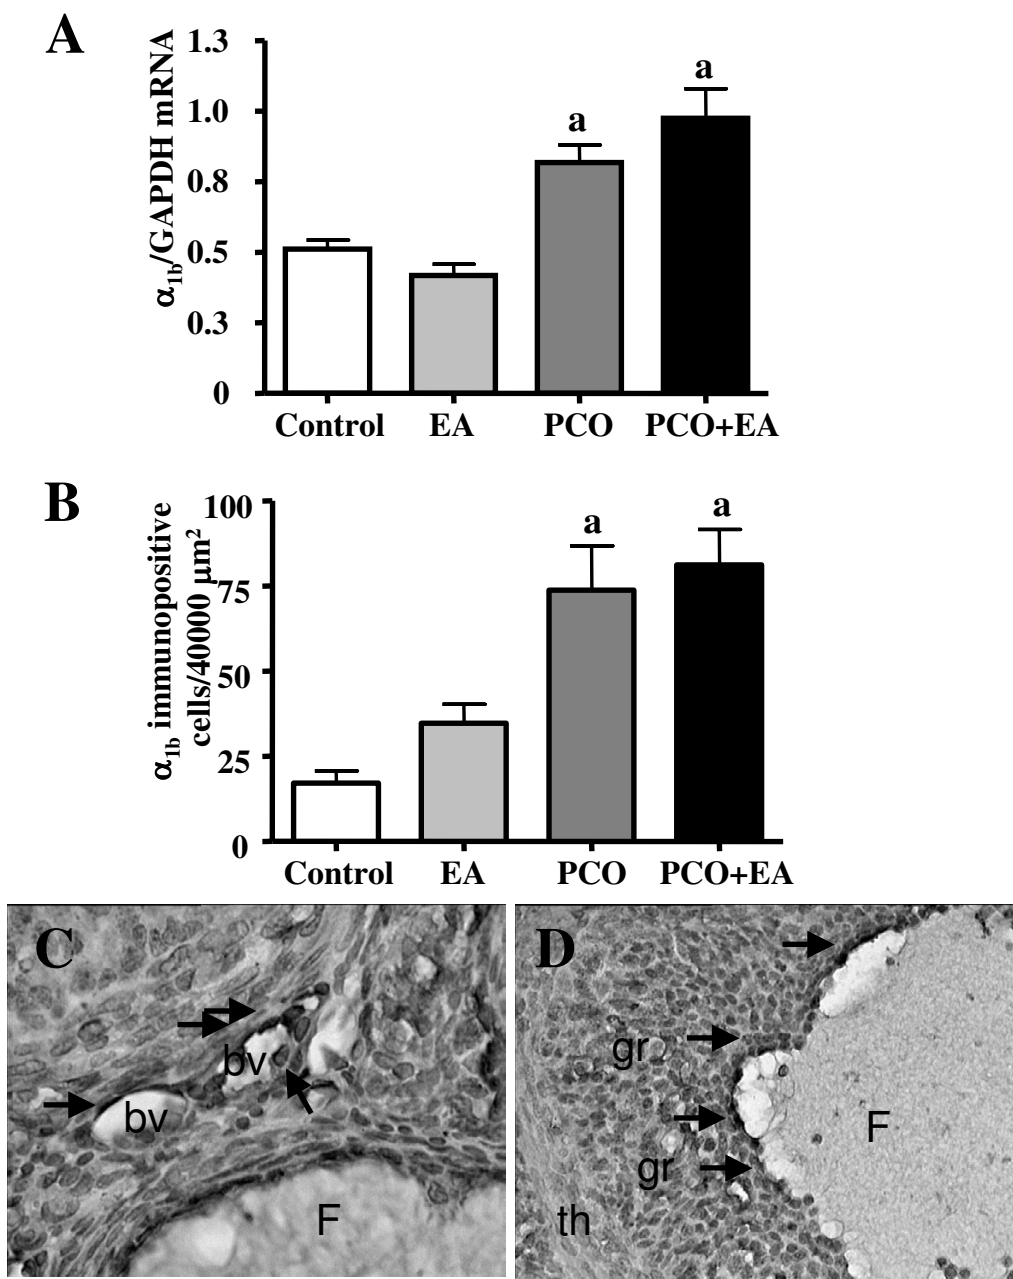 A
α1b/GAPDH mRNA
1.3
1.0
0.8
0.5
0.3
0
a
a
Control EA PCO PCO+EA
B
α1b immunopositive
cells/40000 μm²
100
75
50
25
0
a
a
Control EA PCO PCO+EA
C
bv
bv
F
D
gr
gr
F
th